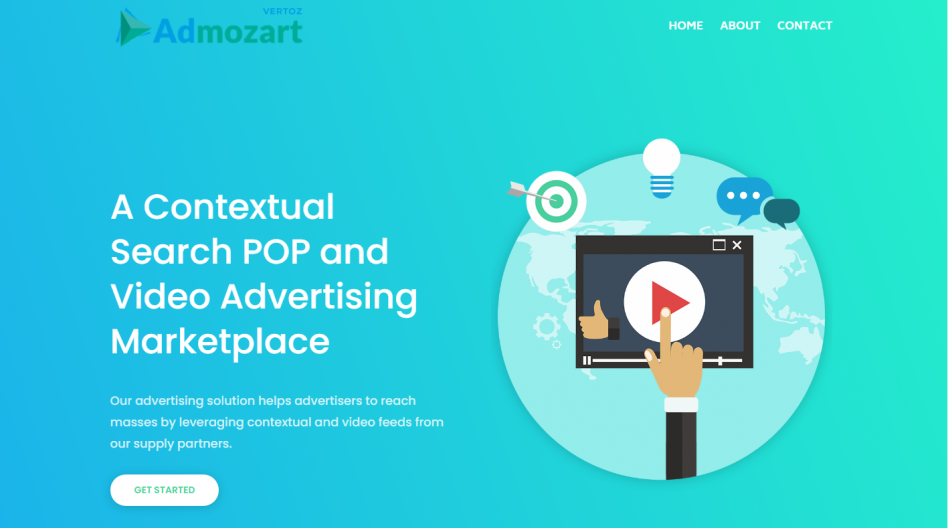 VERTOZ
Admozart
HOME ABOUT CONTACT
A Contextual
Search POP and
Video Advertising
Marketplace
Our advertising solution helps advertisers to reach
masses by leveraging contextual and video feeds from
our supply partners.
GET STARTED